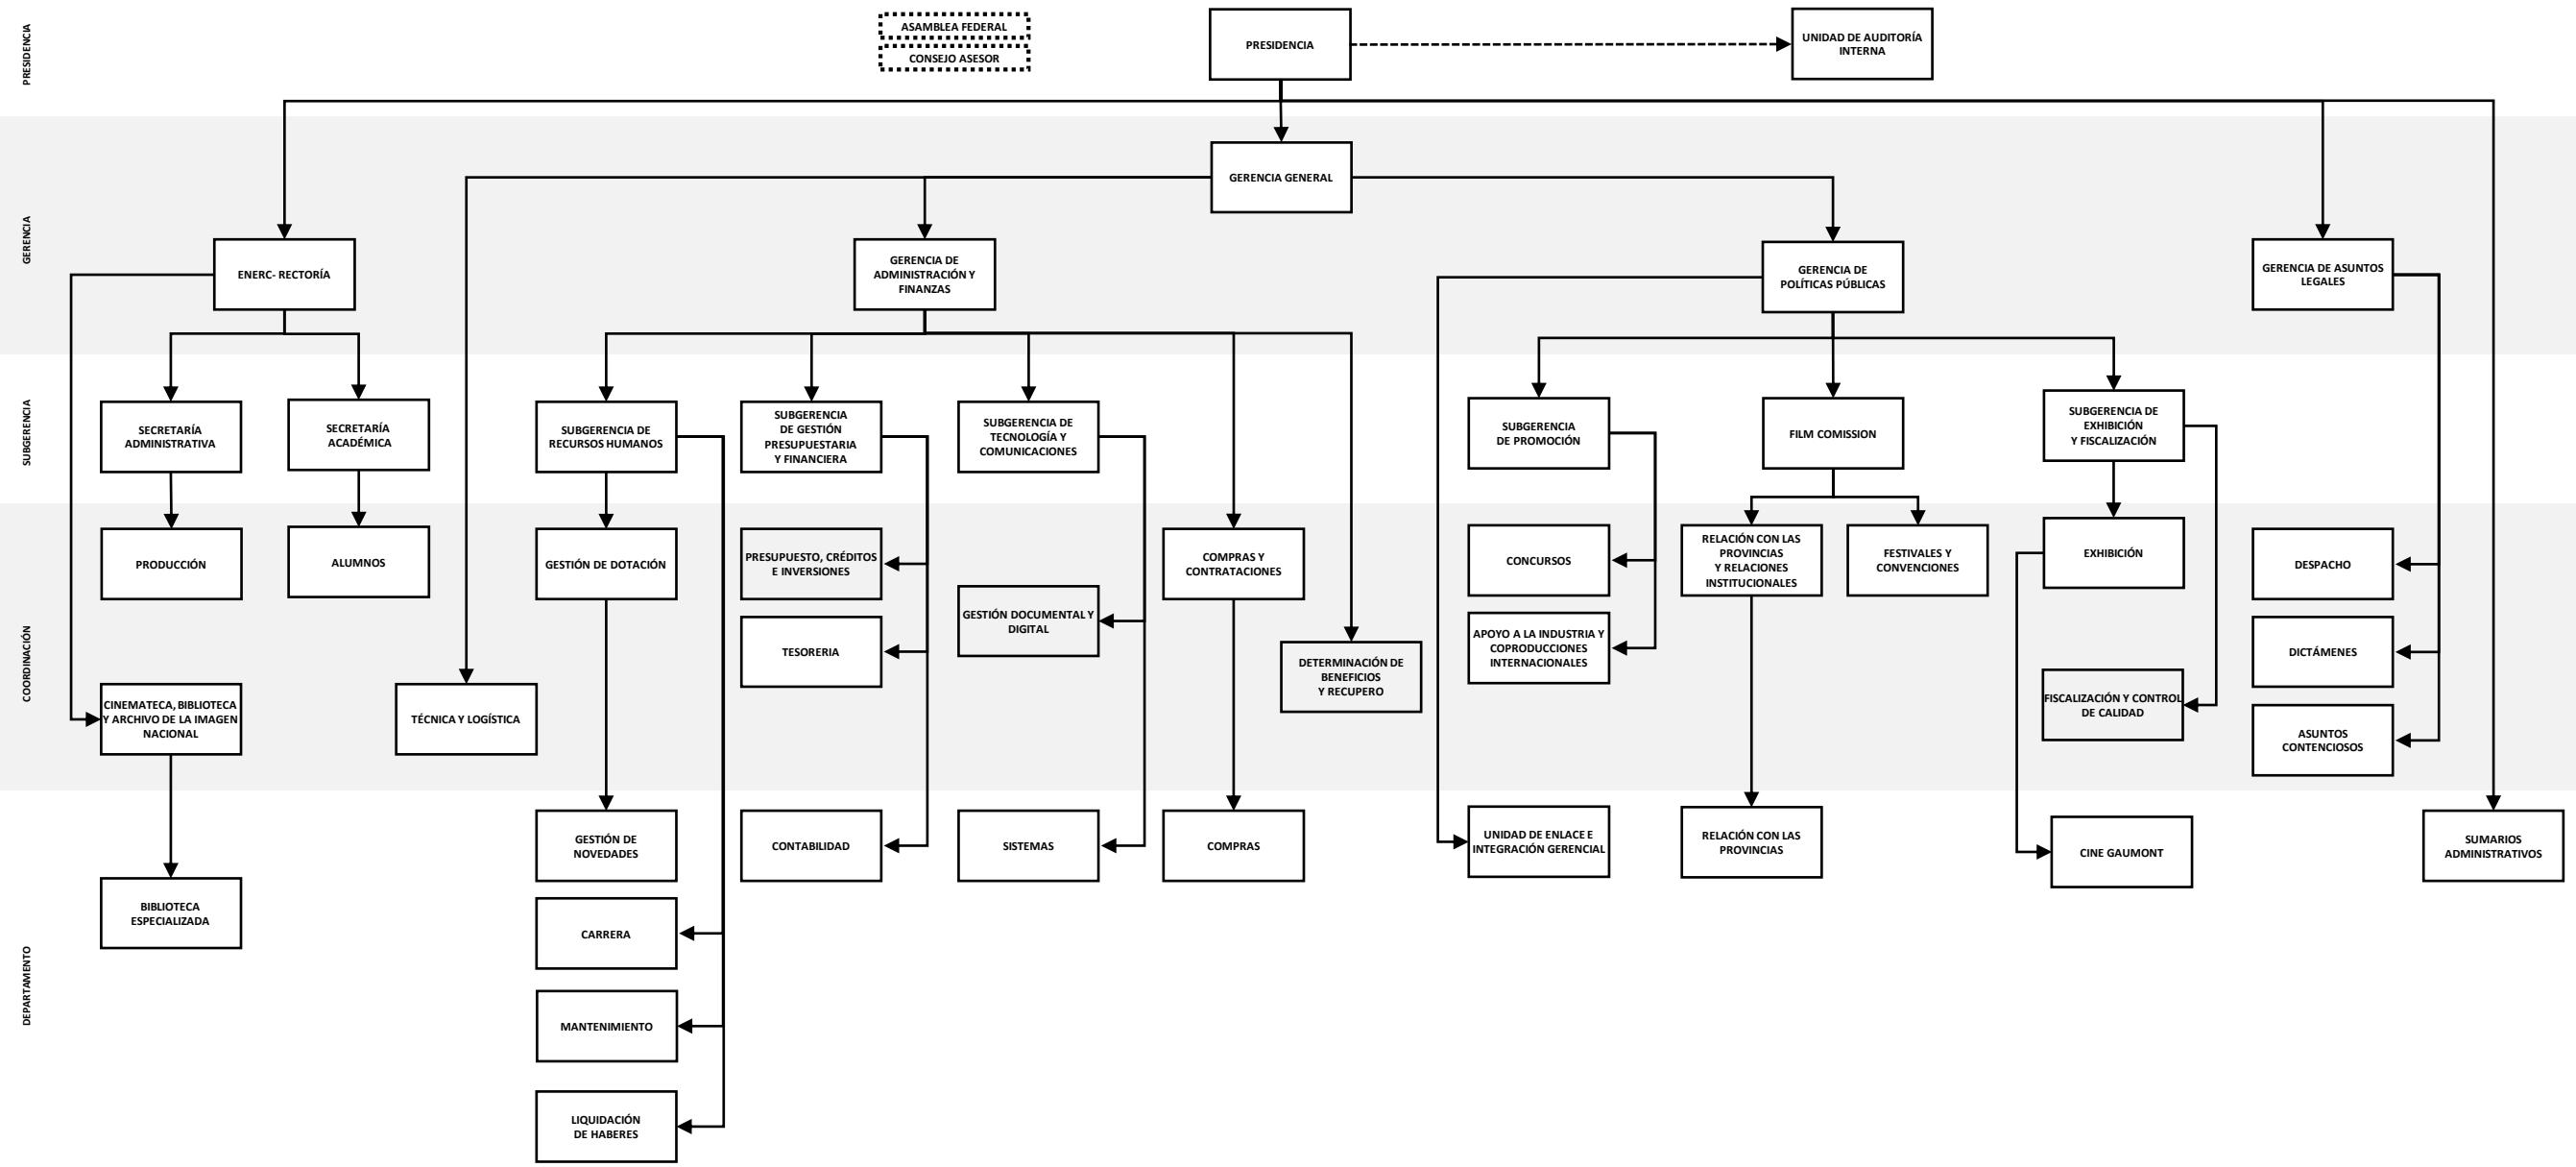 PRESIDENCIA
ASAMBLEA FEDERAL
CONSEJO ASESOR
PRESIDENCIA
UNIDAD DE AUDITORÍA
INTERNA
GERENCIA
GERENCIA GENERAL
ENERC- RECTORÍA
GERENCIA DE
ADMINISTRACIÓN Y
FINANZAS
GERENCIA DE
POLÍTICAS PÚBLICAS
GERENCIA DE ASUNTOS
LEGALES
SUBGERENCIA
SECRETARÍA
ADMINISTRATIVA
SECRETARÍA
ACADÉMICA
SUBGERENCIA DE
RECURSOS HUMANOS
SUBGERENCIA
DE GESTIÓN
PRESUPUESTARIA
Y FINANCIERA
SUBGERENCIA DE
TECNOLOGÍA Y
COMUNICACIONES
SUBGERENCIA
DE PROMOCIÓN
FILM COMISSION
SUBGERENCIA DE
EXHIBICIÓN
Y FISCALIZACIÓN
COORDINACIÓN
PRODUCCIÓN
ALUMNOS
GESTIÓN DE DOTACIÓN
PRESUPUESTO, CRÉDITOS
E INVERSIONES
COMPRAS Y
CONTRATACIONES
CONCURSOS
RELACIÓN CON LAS
PROVINCIAS
Y RELACIONES
INSTITUCIONALES
FESTIVALES Y
CONVENCIONES
EXHIBICIÓN
DESPACHO
GESTIÓN DOCUMENTAL Y
DIGITAL
TESORERIA
APOYO A LA INDUSTRIA Y
COPRODUCCIONES
INTERNACIONALES
DICTÁMENES
DETERMINACIÓN DE
BENEFICIOS
Y RECUPERO
CINEMATECA, BIBLIOTECA
Y ARCHIVO DE LA IMAGEN
NACIONAL
TÉCNICA Y LOGÍSTICA
FISCALIZACIÓN Y CONTROL
DE CALIDAD
ASUNTOS
CONTENCIOSOS
DEPARTAMENTO
GESTIÓN DE
NOVEDADES
CONTABILIDAD
SISTEMAS
COMPRAS
UNIDAD DE ENLACE E
INTEGRACIÓN GERENCIAL
RELACIÓN CON LAS
PROVINCIAS
CINE GAUMONT
SUMARIOS
ADMINISTRATIVOS
BIBLIOTECA
ESPECIALIZADA
CARRERA
MANTENIMIENTO
LIQUIDACIÓN
DE HABERES